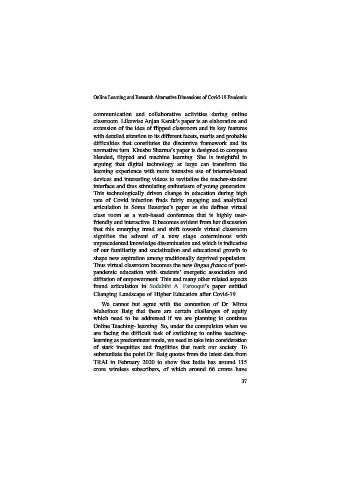 Online Learning and Research Alternative Dimensions of Covid-19 Pandemic
communication and collaborative activities during online
classroom. Likewise Anjan Karak's paper is an elaboration and
extension of the idea of flipped classroom and its key features
with detailed attention to its different facets, merits and probable
difficulties that constitutes the discursive framework and its
normative turn. Khusbo Sharma's paper is designed to compare
blended, flipped and machine learning. She is insightful in
arguing that digital technology at large can transform the
learning experience with more intensive use of internet-based
devices and interesting videos to revitalize the teacher-student
interface and thus stimulating enthusiasm of young generation.
This technologically driven change in education during high
rate of Covid infection finds fairly engaging and analytical
articulation in Soma Banerjee's paper as she defines virtual
class room as a web-based conference that is highly user-
friendly and interactive. It becomes evident from her discussion
that this emerging trend and shift towards virtual classroom
signifies the advent of a new stage coterminous with
unprecedented knowledge dissemination and which is indicative
of our familiarity and socialization and educational growth to
shape new aspiration among traditionally deprived population.
Thus virtual classroom becomes the new lingua franca of post-
pandemic education with students' energetic association and
diffusion of empowerment. This and many other related aspects
found articulation in A. Farooqui's paper entitled
Changing Landscape of Higher Education after Covid-19.
We cannot but agree with the contention of Dr. Mirza
Baig that there are certain challenges of equity
which need to be addressed if we are planning to continue
Online Teaching- learning. So, under the compulsion when we
are facing the difficult task of switching to online teaching-
learning as predominant mode, we need to take into consideration
of stark inequities and fragilities that mark our society. To
substantiate the point Dr. Baig quotes from the latest data from
TRAI in February 2020 to show that India has around 115
crore wireless subscribers, of which around 66 crores have
37